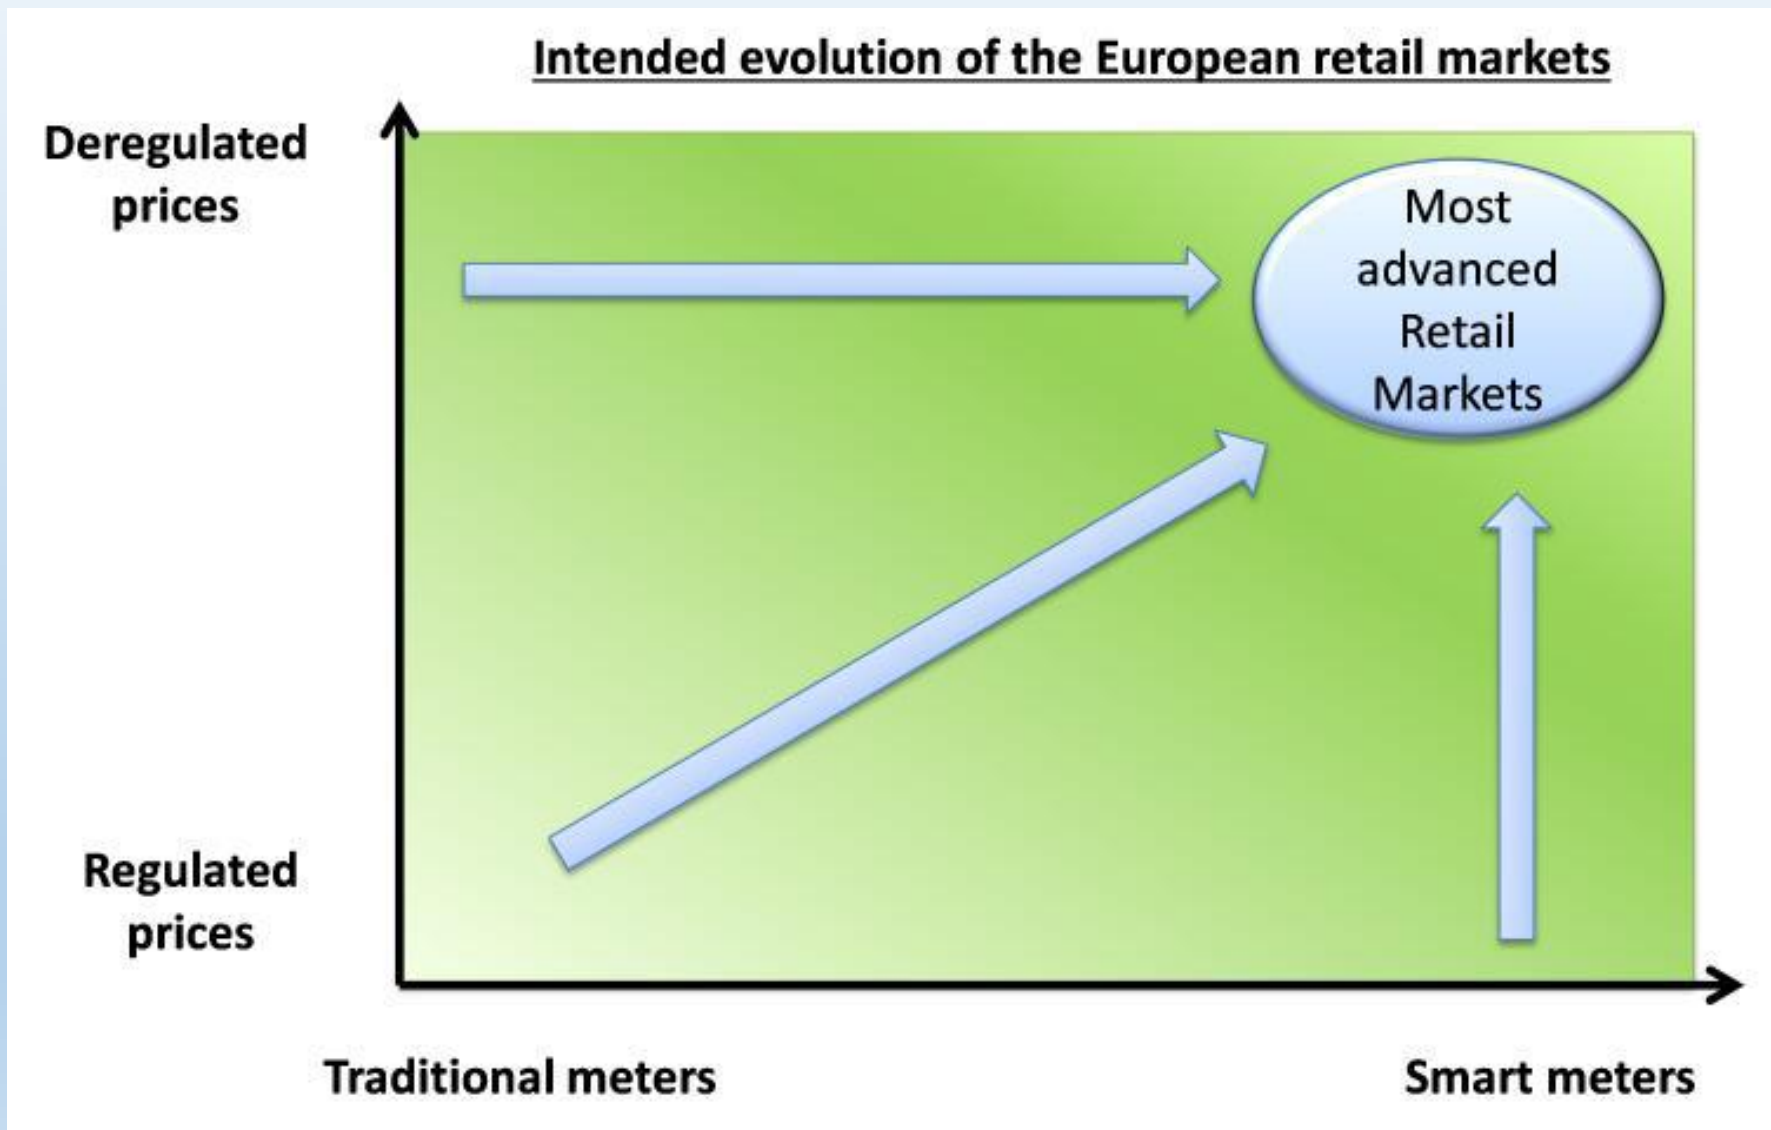 Intended evolution of the European retail markets
Deregulated
prices
Most
advanced
Retail
Markets
Regulated
prices
Traditional meters
Smart meters